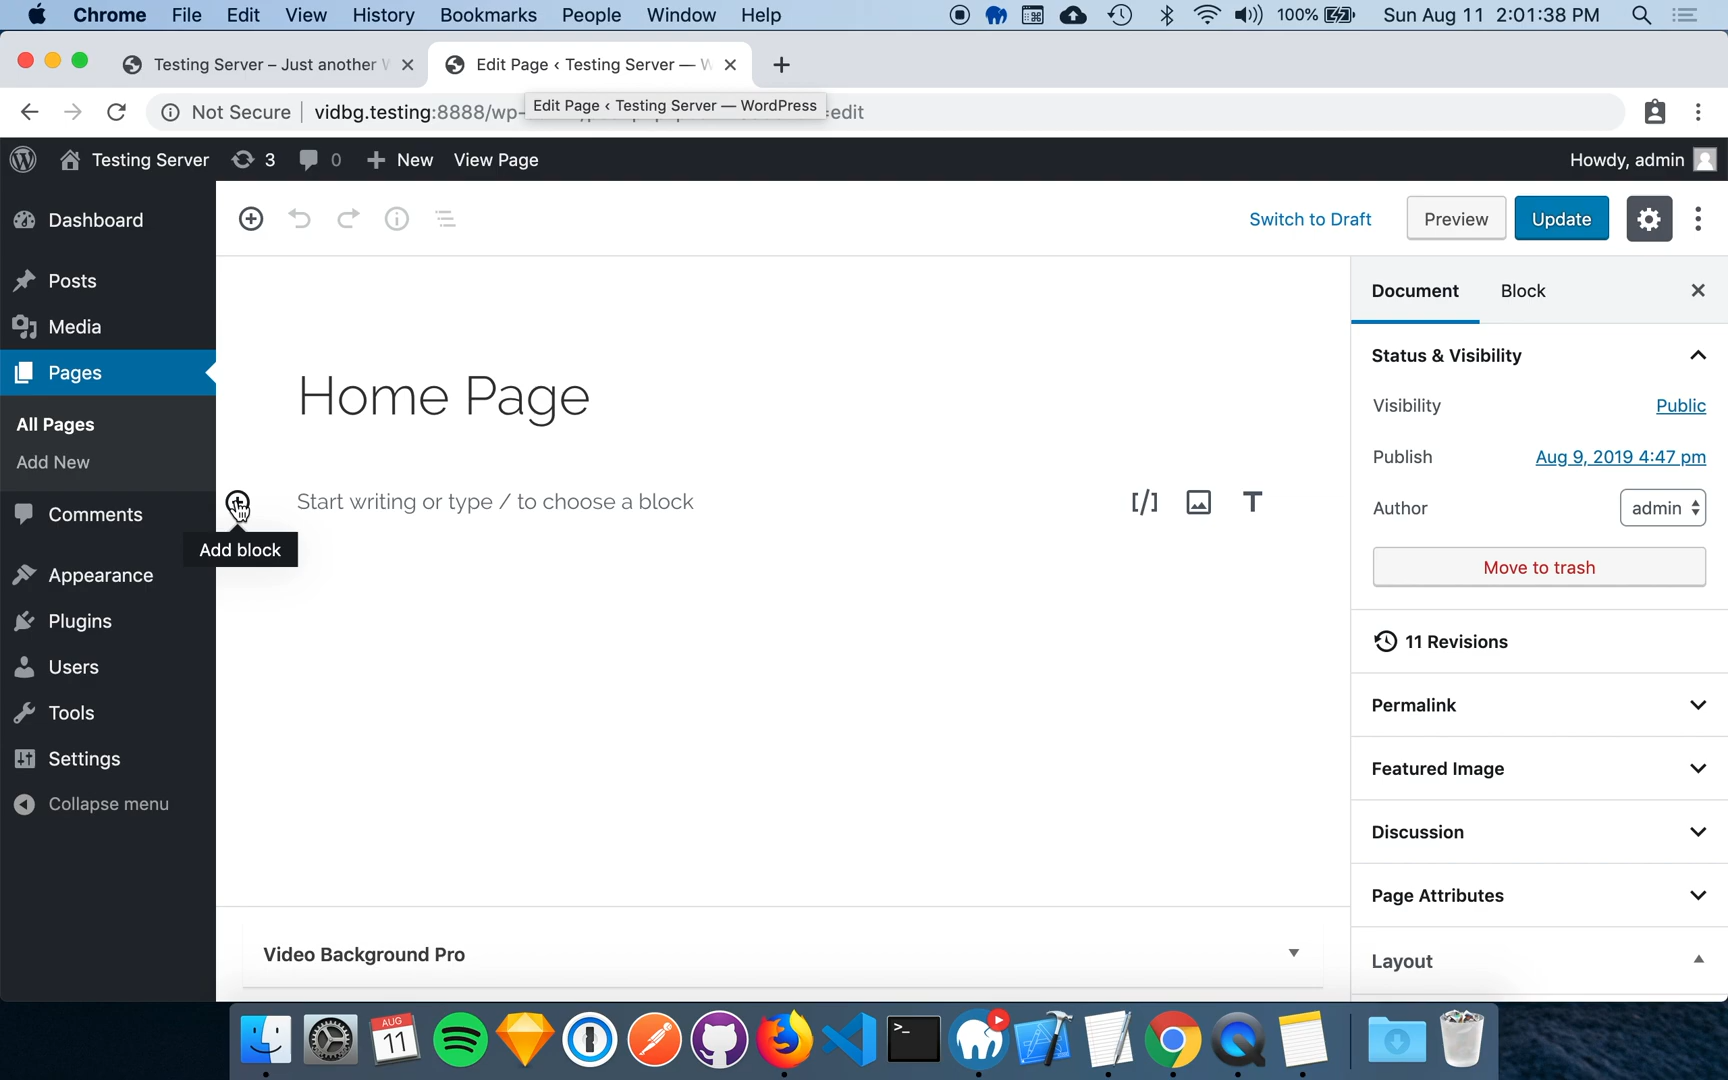 Chrome File Edit View History Bookmarks People Window Help 100% Sun Aug 11 2:01:38 PM
Testing Server – Just another
Edit Page ‹ Testing Server —
Not Secure vidbg.testing:8888/wp- =edit
Edit Page ‹ Testing Server — WordPress
Testing Server 3 0 New View Page Howdy, admin
Dashboard
Posts
Media
Pages
All Pages
Add New
Comments
Appearance
Plugins
Users
Tools
Settings
Collapse menu
Switch to Draft Preview Update
Home Page
Start writing or type / to choose a block [/] T
Add block
Video Background Pro
Document Block
Status & Visibility
Visibility Public
Publish Aug 9, 2019 4:47 pm
Author admin
Move to trash
11 Revisions
Permalink
Featured Image
Discussion
Page Attributes
Layout
AUG
11